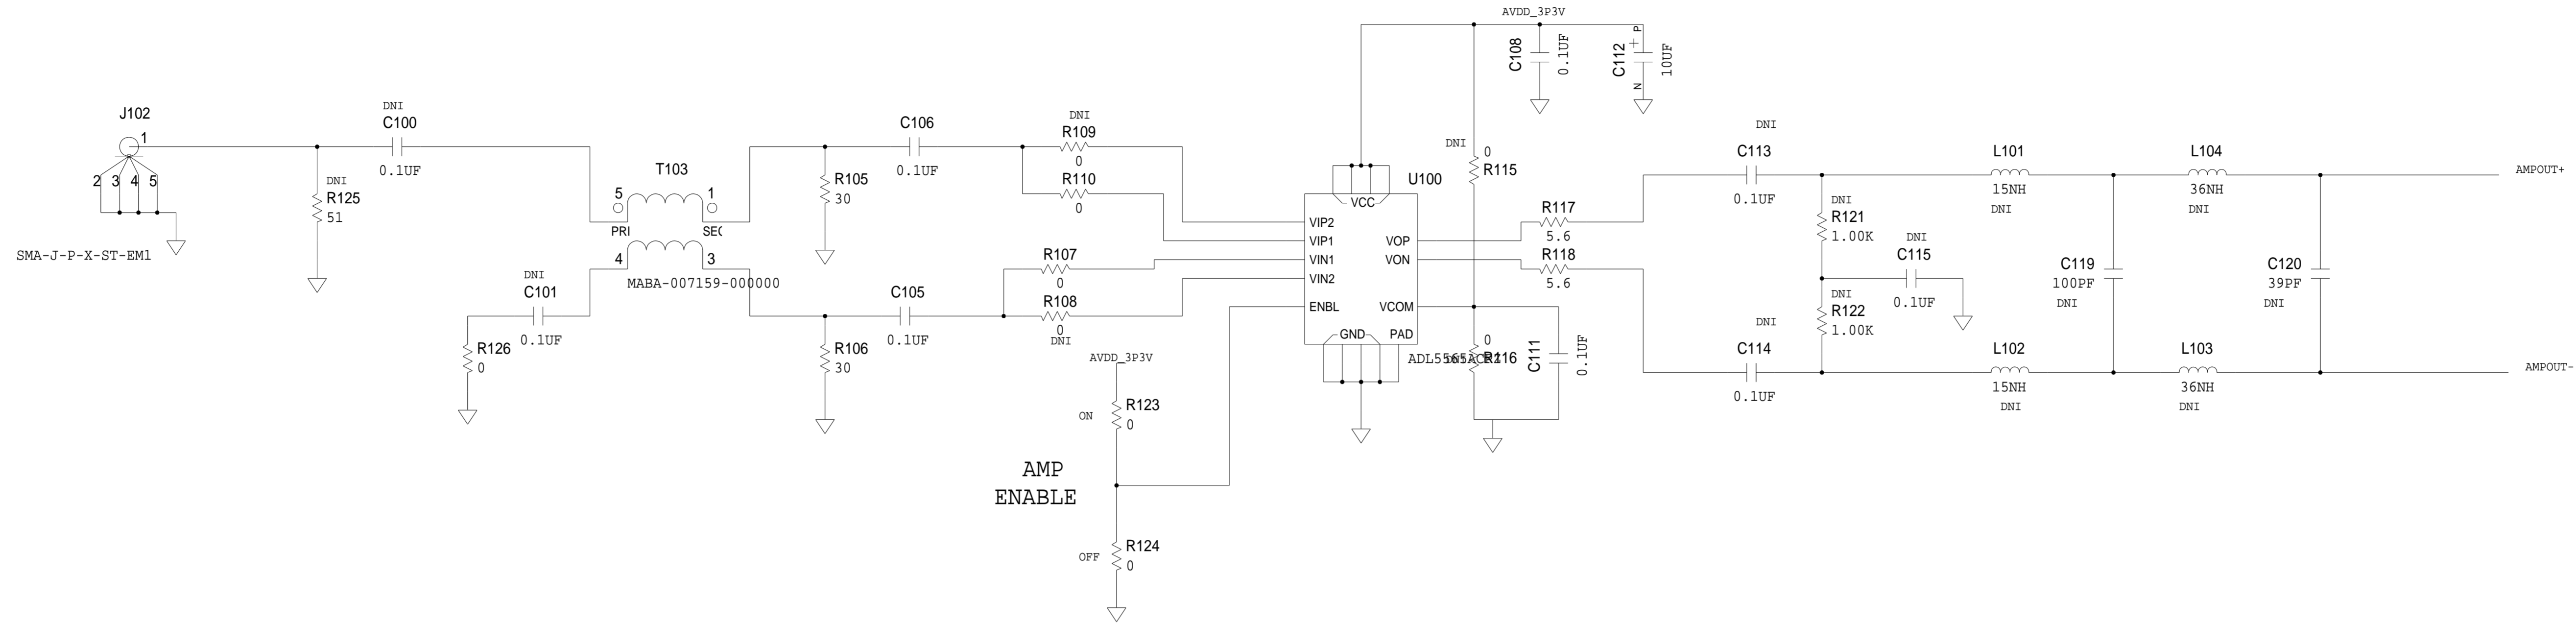 AVDD_3P3V
C108
0.1UF
C112
+
P
N
10UF
J102
1
2 3 4 5
SMA-J-P-X-ST-EM1
DNI
R125
51
DNI
C100
0.1UF
T103
5 1
PRI SEC
4 3
MABA-007159-000000
DNI
C101
0.1UF
R126
0
R105
30
C106
0.1UF
R106
30
C105
0.1UF
DNI
R109
0
R110
0
R107
0
R108
0
DNI
AVDD_3P3V
ON
R123
0
AMP
ENABLE
OFF
R124
0
U100
VCC
VIP2
VIP1
VIN1
VIN2
ENBL
VOP
VON
VCOM
GND PAD
DNI
0
R115
0
R116
C111
0.1UF
R117
5.6
R118
5.6
DNI
C113
0.1UF
DNI
C114
0.1UF
DNI
R121
1.00K
DNI
R122
1.00K
DNI
C115
0.1UF
L101
15NH
DNI
L102
15NH
DNI
C119
100PF
DNI
L104
36NH
DNI
L103
36NH
DNI
C120
39PF
DNI
AMPOUT+
AMPOUT-